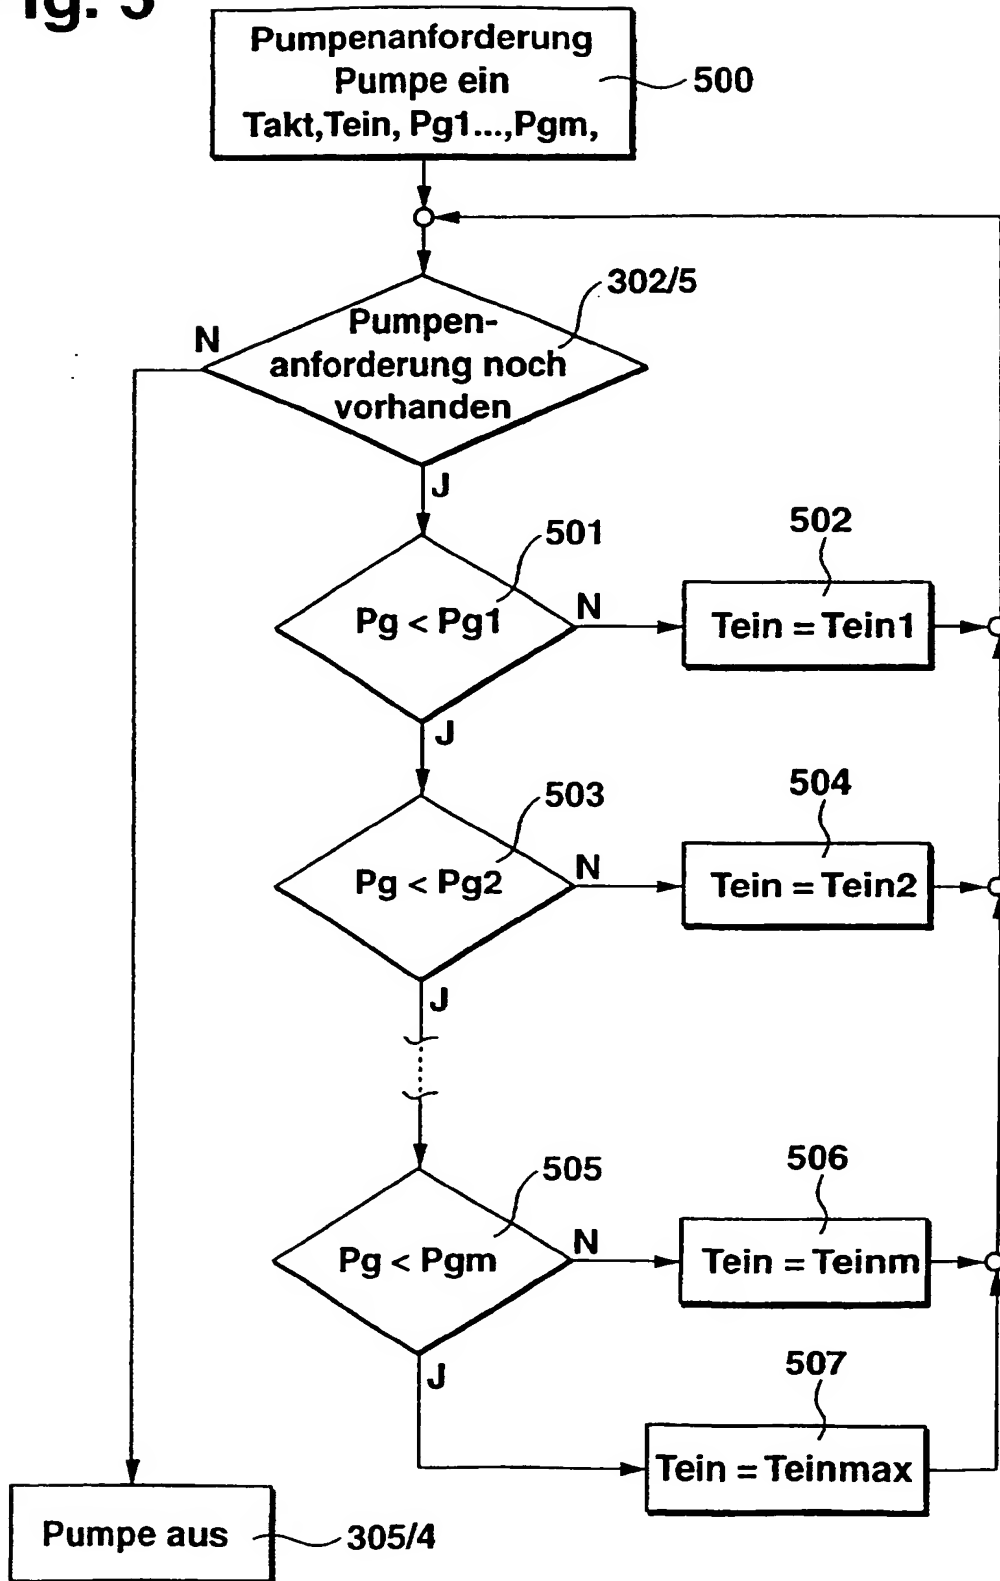 ig. 5
Pumpenanforderung
Pumpe ein
Takt,Tein, Pg1...,Pgm,
500
302/5
N
Pumpen-
anforderung noch
vorhanden
J
501
502
Pg < Pg1
N
Tein = Tein1
J
503
504
Pg < Pg2
N
Tein = Tein2
J
505
506
Pg < Pgm
N
Tein = Teinm
J
507
Tein = Teinmax
Pumpe aus
305/4